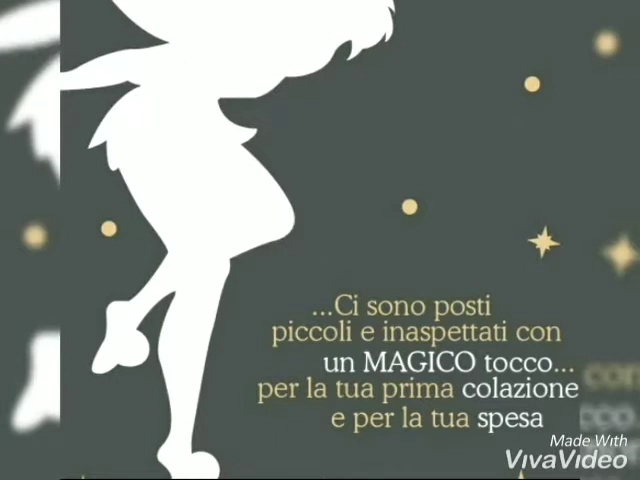 ...Ci sono posti
piccoli e inaspettati con
un MAGICO tocco...
per la tua prima colazione
e per la tua spesa
Made With
VivaVideo